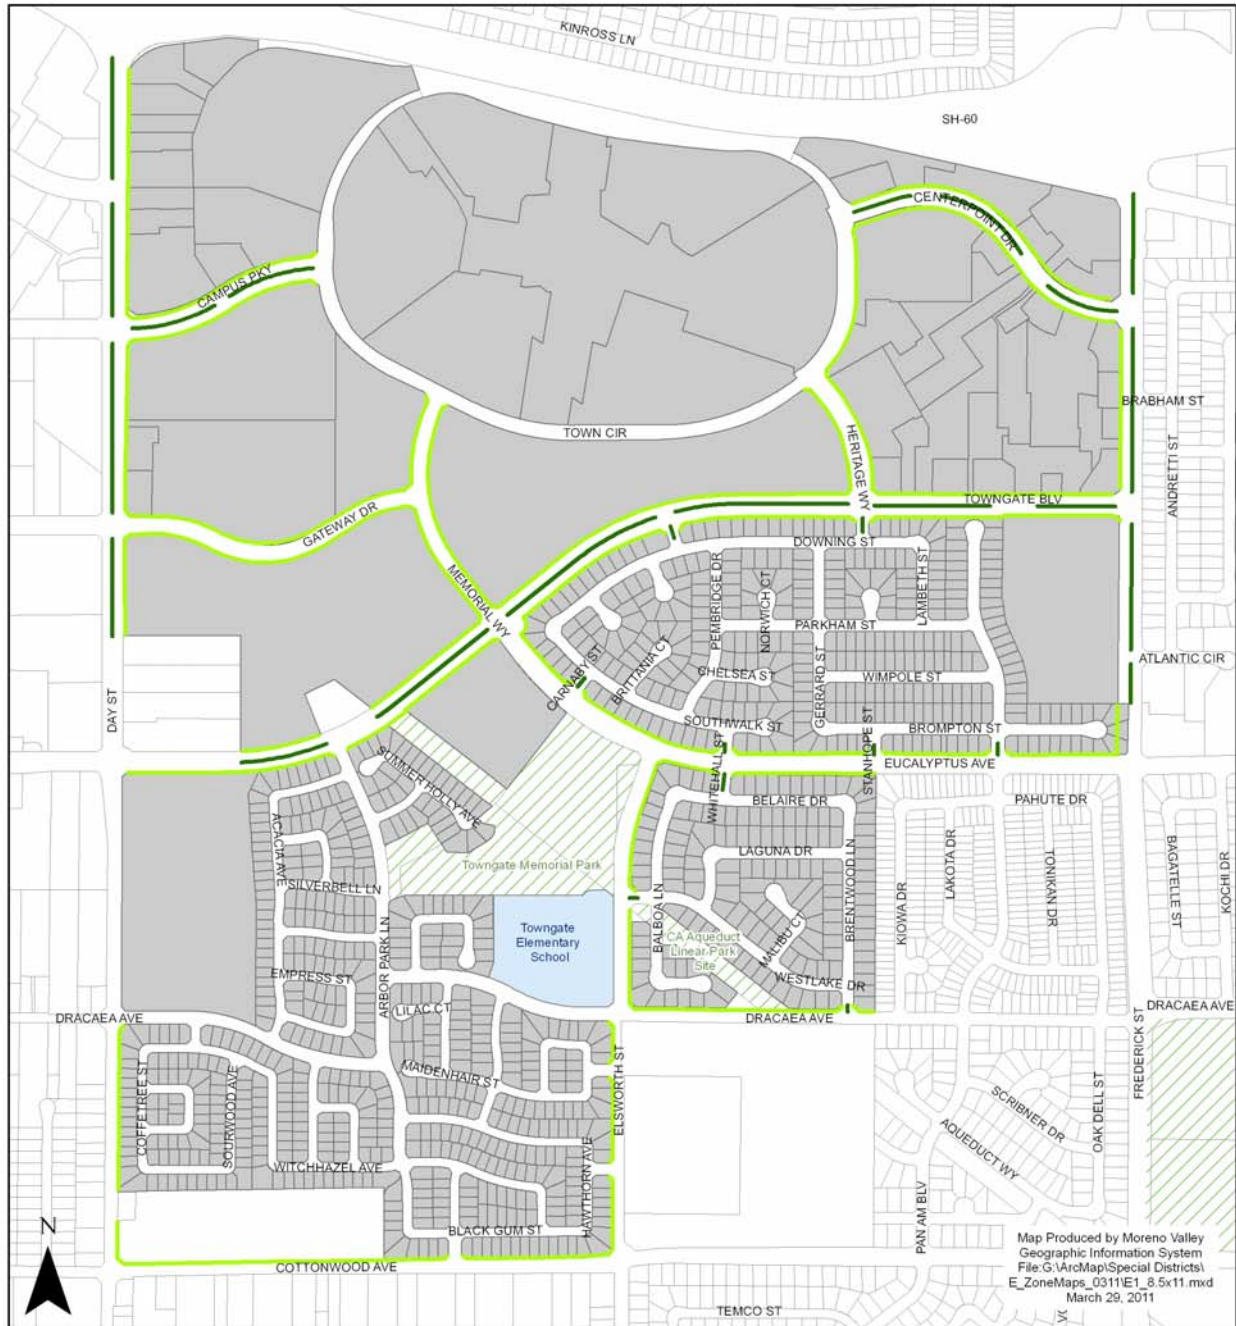 KINROSS LN
SH-60
CENTERPOINT DR
CAMPUS PKY
BRABHAM ST
TOWN CIR
HERITAGE WY
ANDRETTI ST
TOWNGATE BLV
GATEWAY DR
DOWNING ST
MEMORIAL WY
PEMBRIDGE DR
NORWICH CT
LAMBETH ST
PARKHAM ST
CARNABY ST
BRITTANIA CT
CHELSEA ST
GERRARD ST
WIMPOLE ST
ATLANTIC CIR
DAY ST
SOUTHWALK ST
BROMPTON ST
STANHOPE ST
WHITEHALL ST
EUCALYPTUS AVE
SUMMER HOLLY AVE
BELAIRE DR
PAHUTE DR
ACACIA AVE
LAGUNA DR
BRENTWOOD LN
LAKOTA DR
TONIKAN DR
BAGATELLE ST
KOCHI DR
Towngate Memorial Park
SILVERBELL LN
KIOWA DR
BALBOA LN
MALIBU CT
Towngate
Elementary
School
CA Aqueduct
Linear Park
Site
ARBOR PARK LN
EMPRESS ST
WESTLAKE DR
LILAC CT
DRACAEA AVE
DRACAEA AVE
DRACAEA AVE
FREDERICK ST
MAIDENHAIR ST
ELSWORTH ST
COFFETREE ST
SOURWOOD AVE
SCRIBNER DR
OAK DELL ST
AQUEDUCT WY
WITCHHAZEL AVE
HAWTHORN AVE
PAN AM BLV
BLACK GUM ST
N
COTTONWOOD AVE
TEMCO ST
Map Produced by Moreno Valley
Geographic Information System
File:G:\ArcMap\Special Districts\
E_ZoneMaps_0311\E1_8.5x11.mxd
March 29, 2011